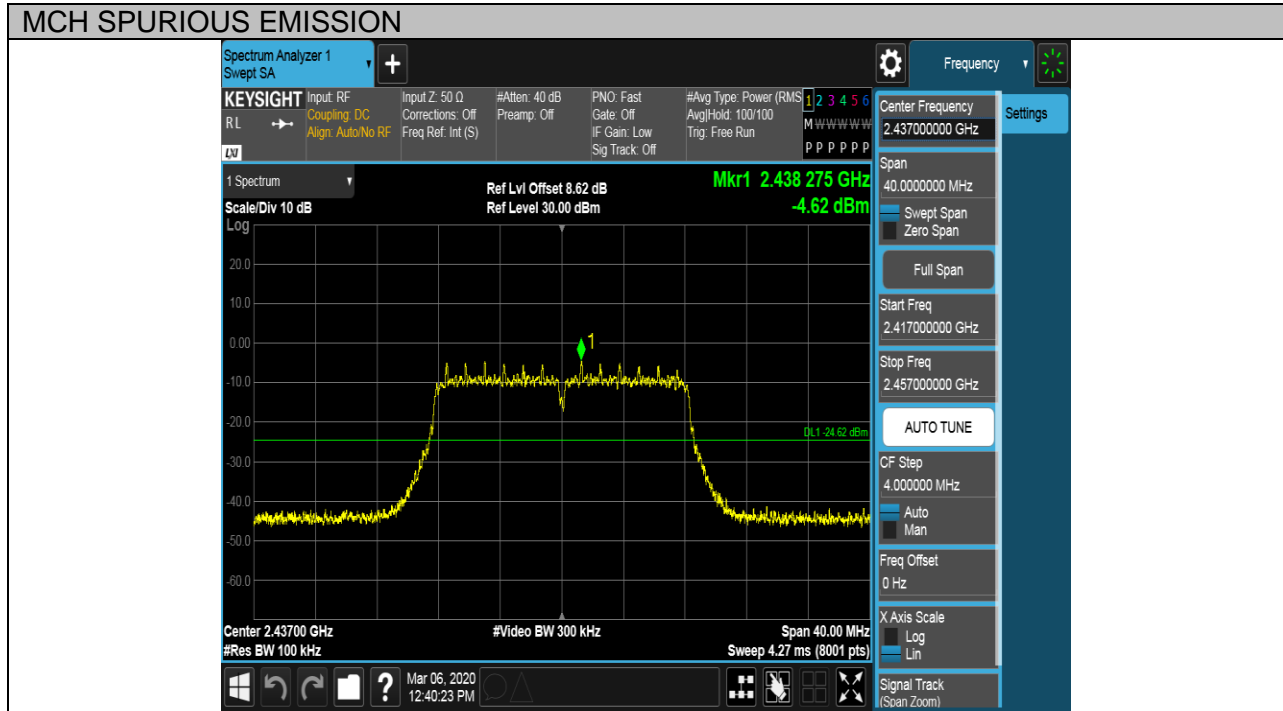 MCH SPURIOUS EMISSION
Spectrum Analyzer 1
Swept SA
+
Frequency
KEYSIGHT
RL
LXI
Input: RF
Coupling: DC
Align: Auto/No RF
Input Z: 50 Ω
Corrections: Off
Freq Ref: Int (S)
#Atten: 40 dB
Preamp: Off
PNO: Fast
Gate: Off
IF Gain: Low
Sig Track: Off
#Avg Type: Power (RMS
Avg|Hold: 100/100
Trig: Free Run
1 2 3 4 5 6
M W W W W W
P P P P P P
1 Spectrum
Scale/Div 10 dB
Ref Lvl Offset 8.62 dB
Ref Level 30.00 dBm
Mkr1 2.438 275 GHz
-4.62 dBm
Log
20.0
10.0
0.00
-10.0
-20.0
-30.0
-40.0
-50.0
-60.0
1
DL1 -24.62 dBm
Center 2.43700 GHz
#Res BW 100 kHz
#Video BW 300 kHz
Span 40.00 MHz
Sweep 4.27 ms (8001 pts)
?
Mar 06, 2020
12:40:23 PM
Center Frequency
2.437000000 GHz
Span
40.0000000 MHz
Swept Span
Zero Span
Full Span
Start Freq
2.417000000 GHz
Stop Freq
2.457000000 GHz
AUTO TUNE
CF Step
4.000000 MHz
Auto
Man
Freq Offset
0 Hz
X Axis Scale
Log
Lin
Signal Track
(Span Zoom)
Settings